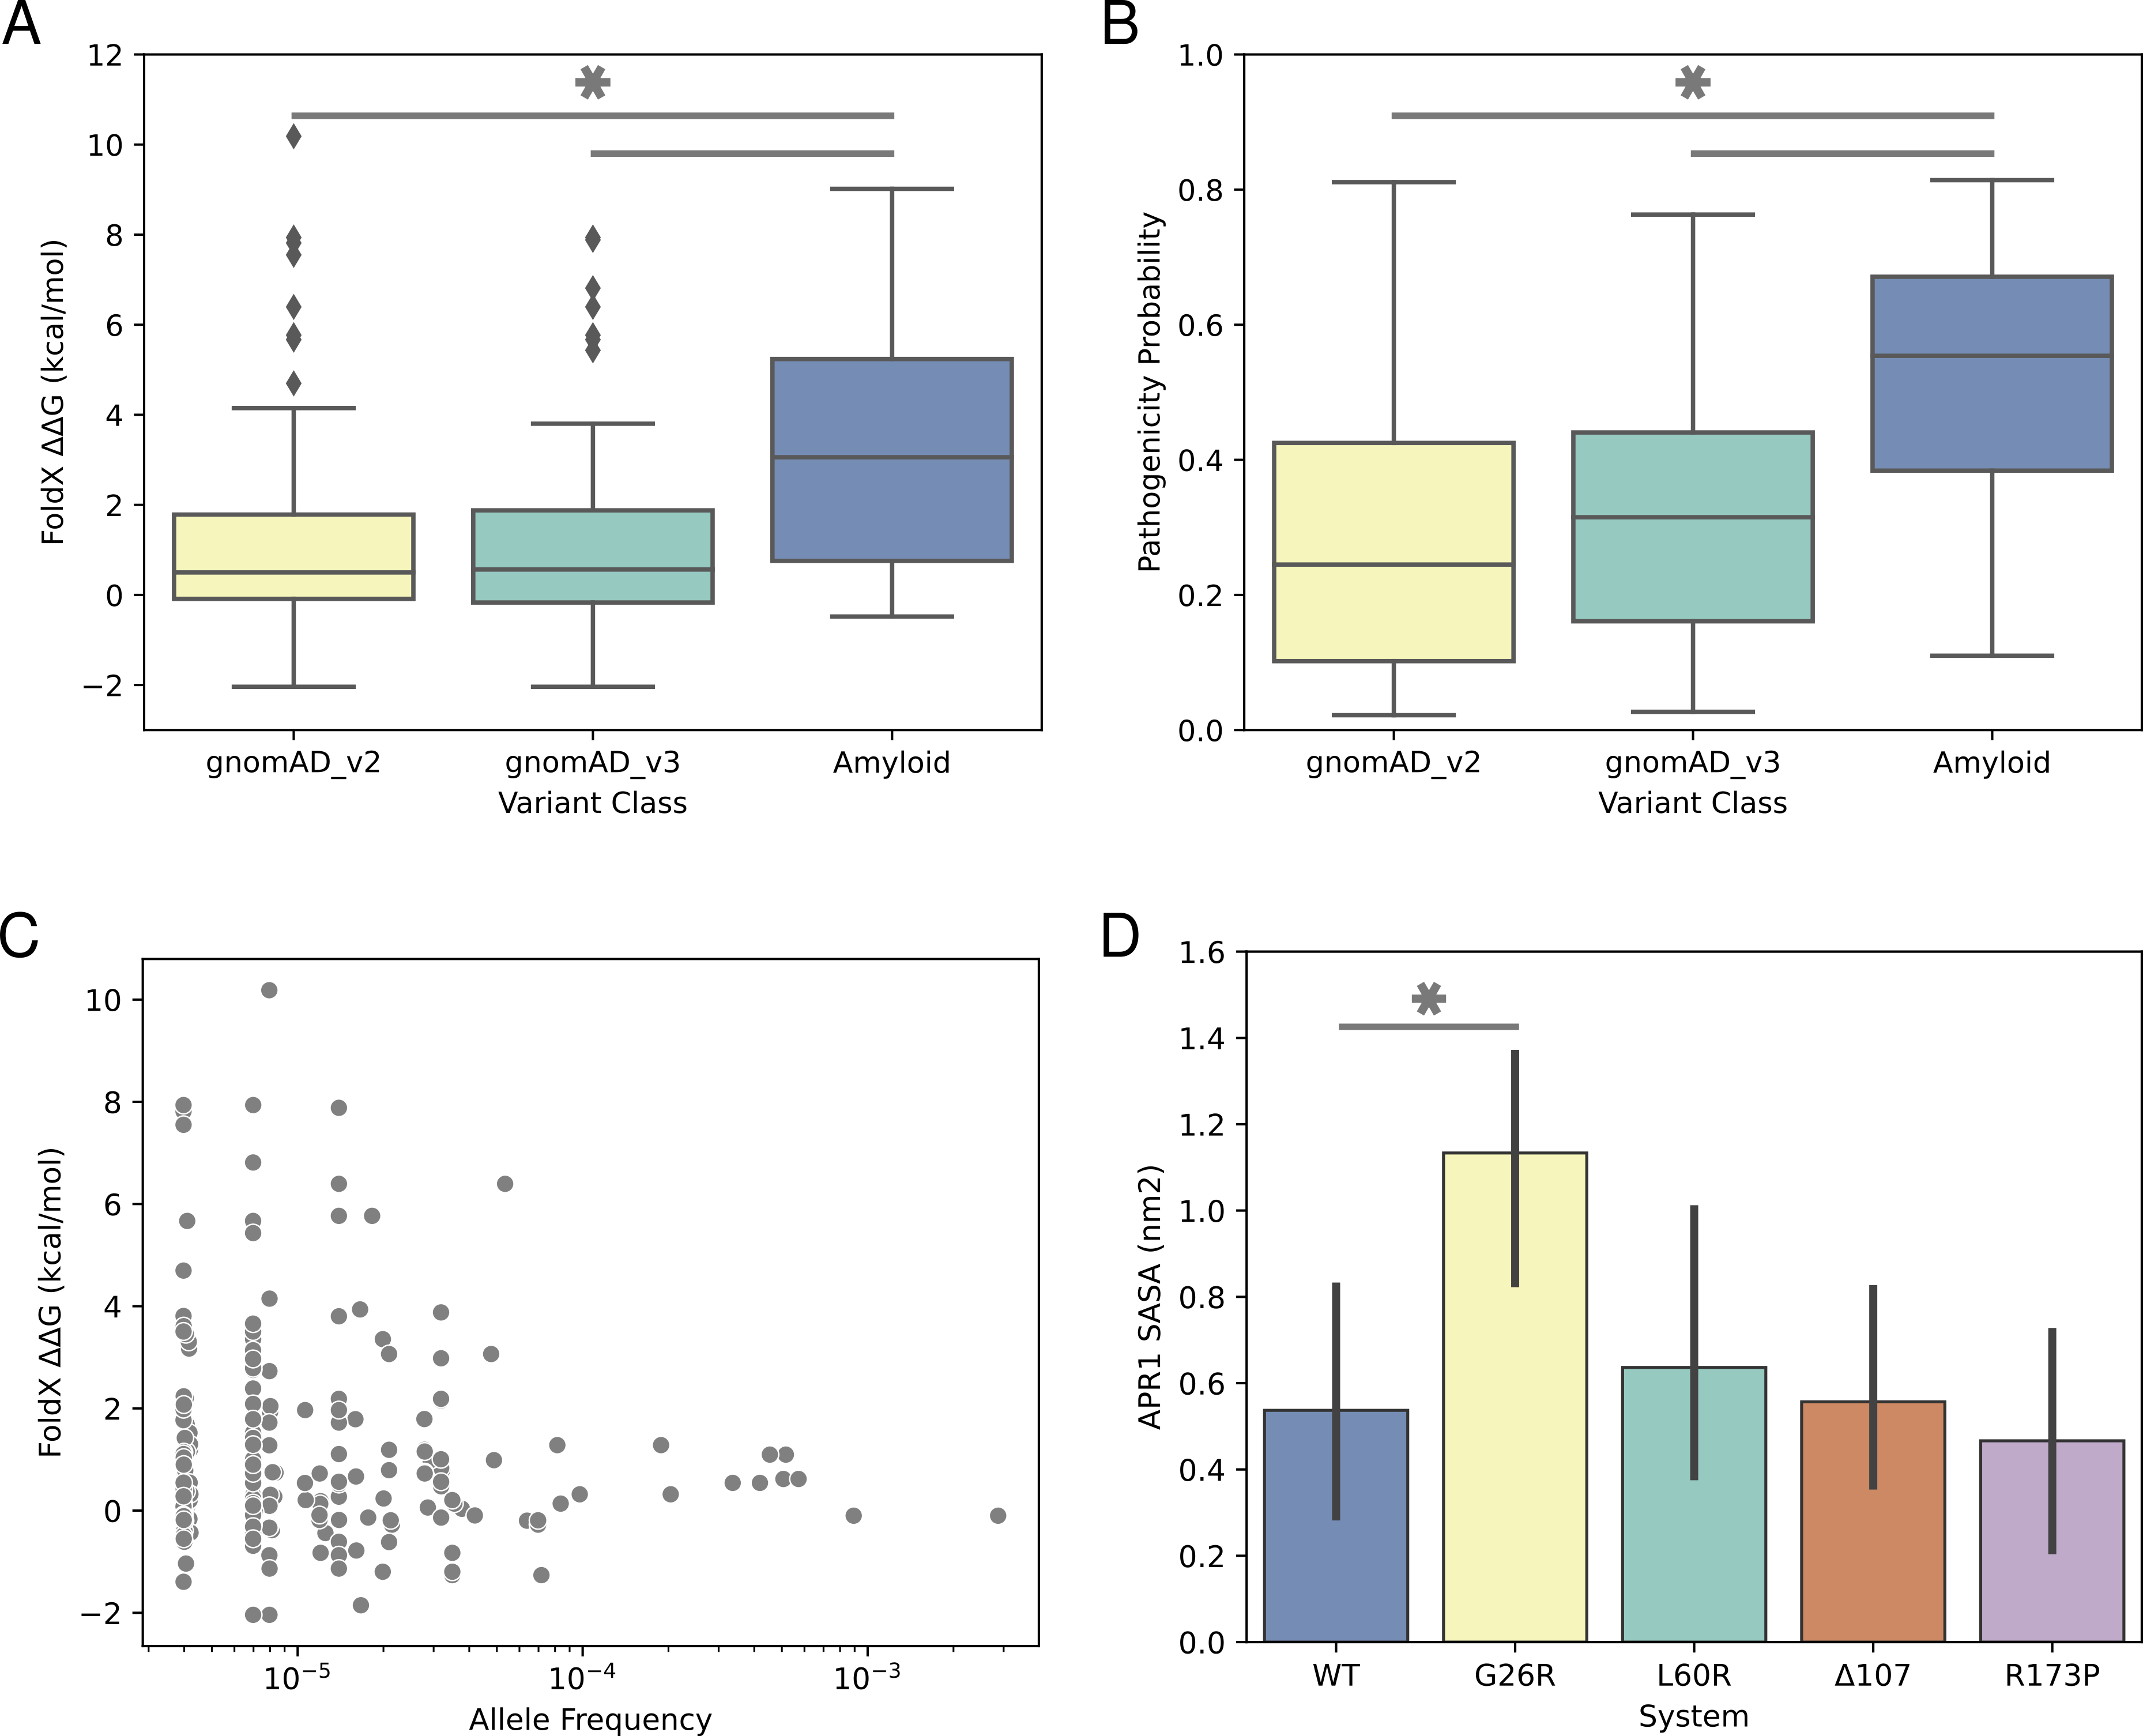 A
12
10
8
6
4
2
0
−2
FoldX ΔΔG (kcal/mol)
*
gnomAD_v2 gnomAD_v3 Amyloid
Variant Class
B
1.0
0.8
0.6
0.4
0.2
0.0
Pathogenicity Probability
*
gnomAD_v2 gnomAD_v3 Amyloid
Variant Class
C
10
8
6
4
2
0
−2
FoldX ΔΔG (kcal/mol)
10⁻⁵ 10⁻⁴ 10⁻³
Allele Frequency
D
1.6
1.4
1.2
1.0
0.8
0.6
0.4
0.2
0.0
APR1 SASA (nm2)
*
WT G26R L60R Δ107 R173P
System